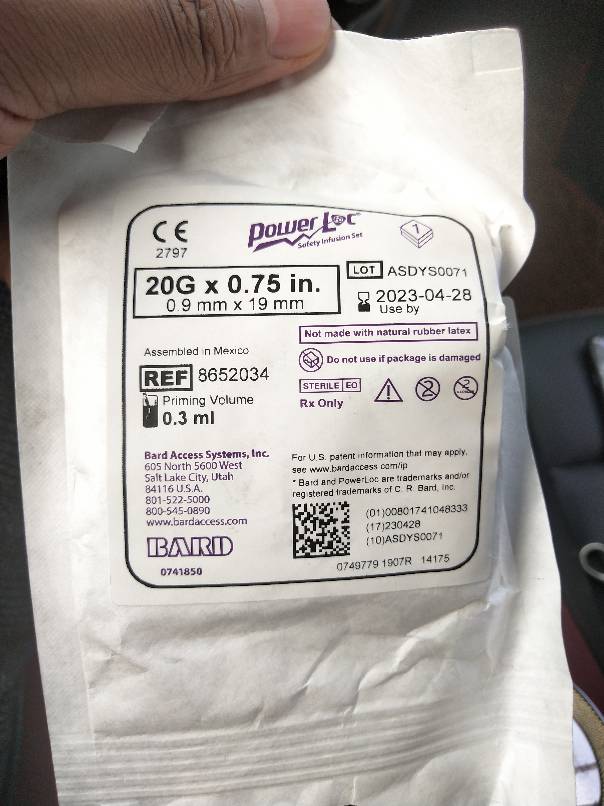 CE
2797
PowerLoc
Safety Infusion Set
1
20G x 0.75 in.
0.9 mm x 19 mm
LOT ASDYS0071
2023-04-28
Use by
Not made with natural rubber latex
Do not use if package is damaged
Assembled in Mexico
REF 8652034
Priming Volume
0.3 ml
STERILE EO
2
2
Rx Only
Bard Access Systems, Inc.
605 North 5600 West
Salt Lake City, Utah
84116 U.S.A.
801-522-5000
800-545-0890
www.bardaccess.com
BARD
0741850
For U.S. patent information that may apply,
see www.bardaccess.com/ip
* Bard and PowerLoc are trademarks and/or
registered trademarks of C. R. Bard, Inc.
(01)00801741048333
(17)230428
(10)ASDYS0071
0749779 1907R 14175